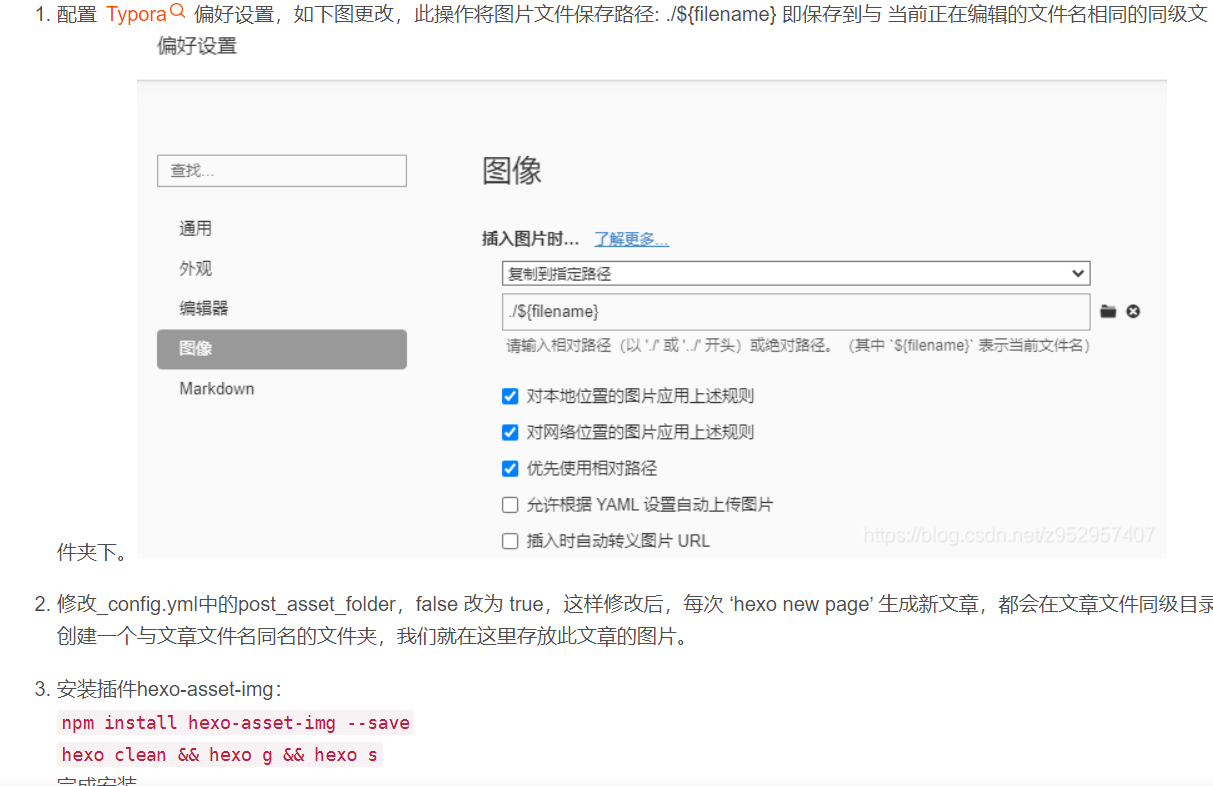 1. 配置 Typora 偏好设置，如下图更改，此操作将图片文件保存路径: ./${filename} 即保存到与 当前正在编辑的文件名相同的同级文
偏好设置
查找...
通用
外观
编辑器
图像
Markdown
图像
插入图片时... 了解更多...
复制到指定路径
./${filename}
请输入相对路径（以 './' 或 '../' 开头）或绝对路径。（其中 `${filename}` 表示当前文件名）
对本地位置的图片应用上述规则
对网络位置的图片应用上述规则
优先使用相对路径
允许根据 YAML 设置自动上传图片
插入时自动转义图片 URL
https://blog.csdn.net/z952957407
件夹下。
2. 修改_config.yml中的post_asset_folder，false 改为 true，这样修改后，每次 ‘hexo new page’ 生成新文章，都会在文章文件同级目录
创建一个与文章文件名同名的文件夹，我们就在这里存放此文章的图片。
3. 安装插件hexo-asset-img：
npm install hexo-asset-img --save
hexo clean && hexo g && hexo s
完成安装